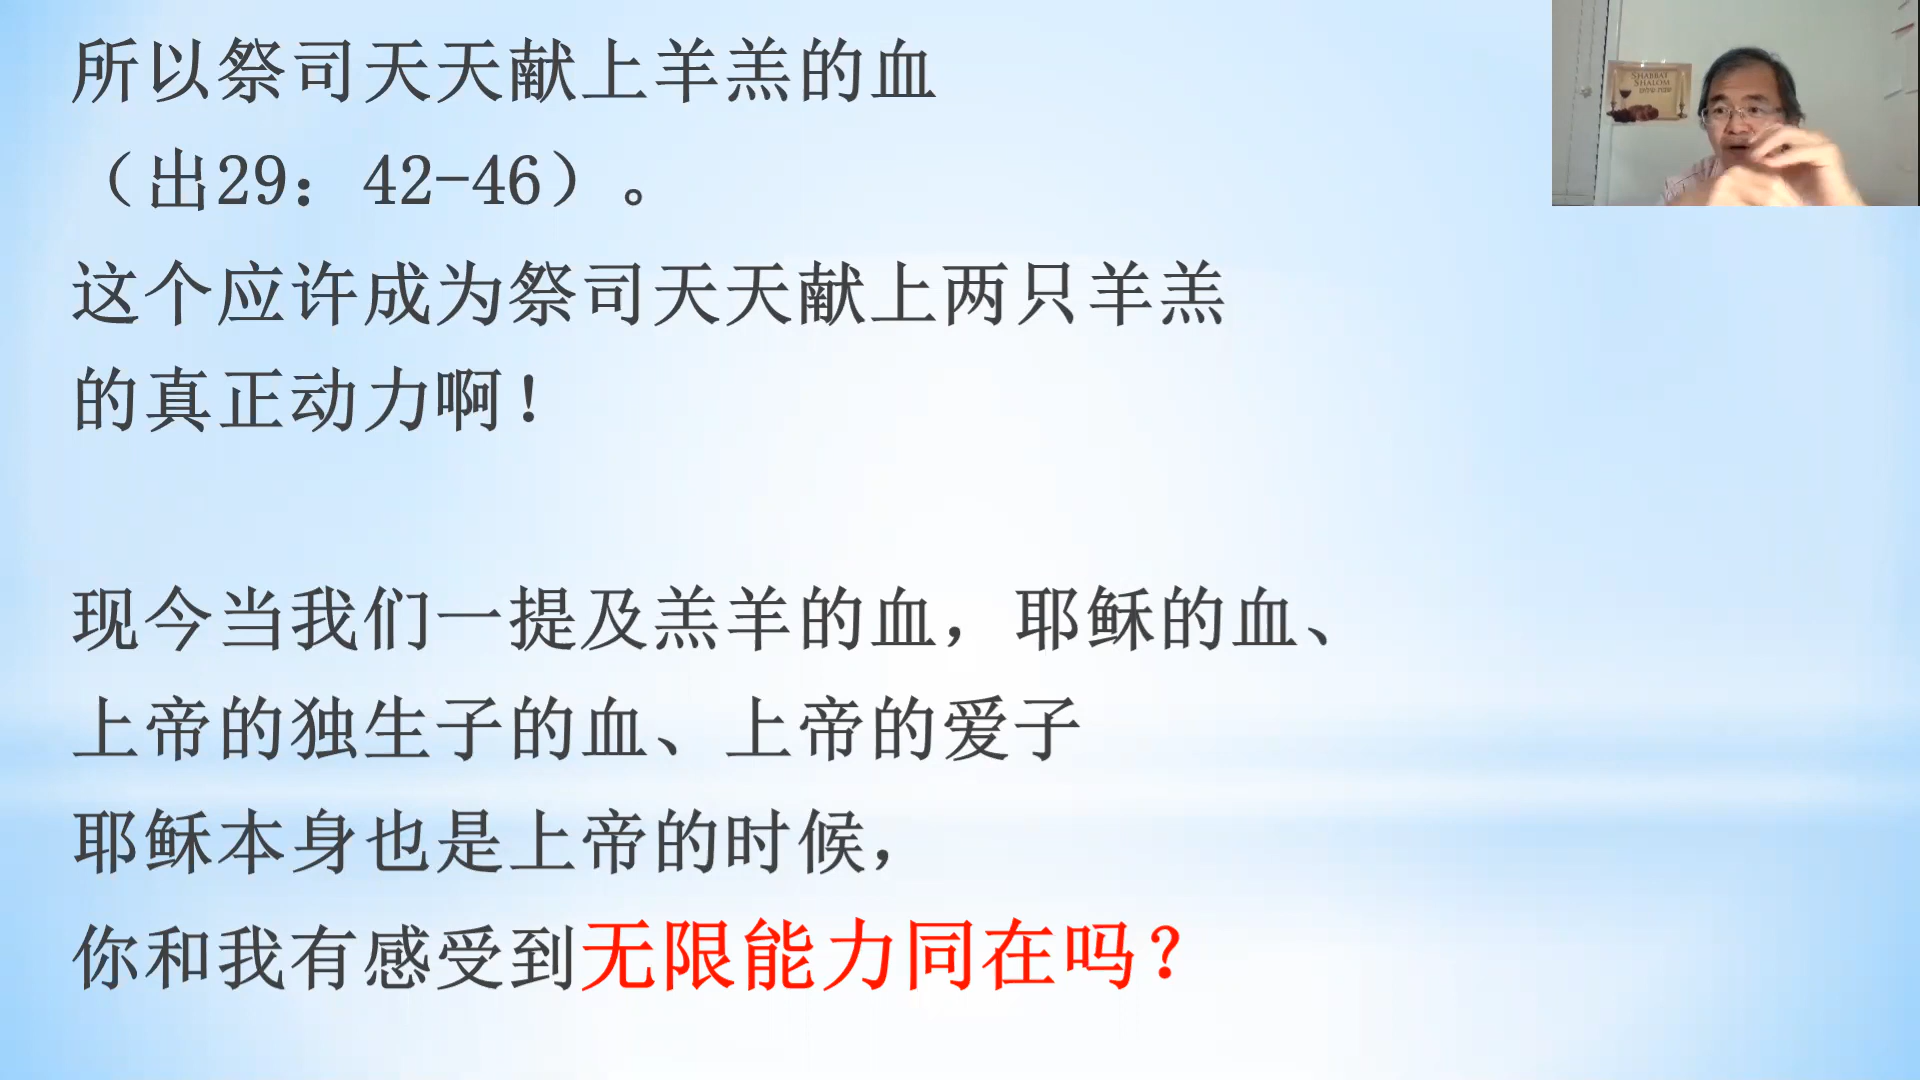 所以祭司天天献上羊羔的血
（出29：42-46）。
这个应许成为祭司天天献上两只羊羔
的真正动力啊！
现今当我们一提及羔羊的血，耶稣的血、
上帝的独生子的血、上帝的爱子
耶稣本身也是上帝的时候，
你和我有感受到无限能力同在吗？
SHABBAT
SHALOM